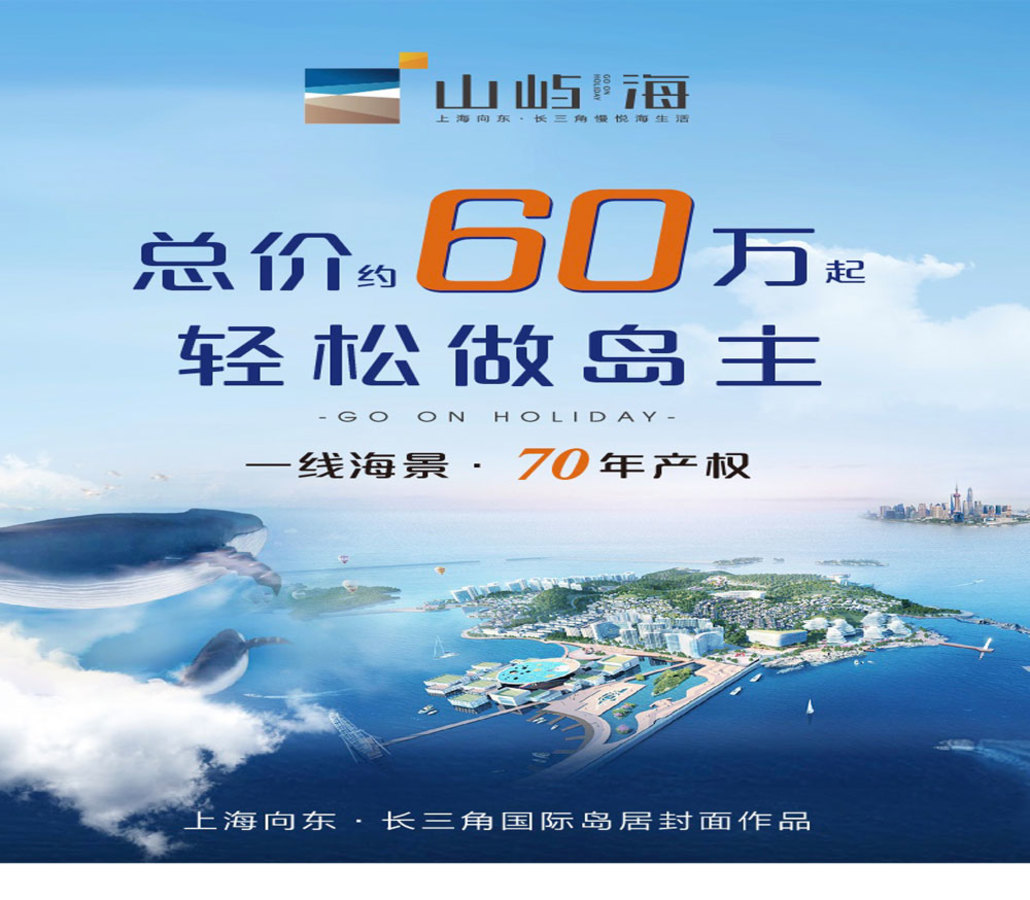 山屿海
GO ON
HOLIDAY
上海向东·长三角慢悦海生活
总价约60万起
轻松做岛主
-GO ON HOLIDAY-
一线海景·70年产权
上海向东·长三角国际岛居封面作品